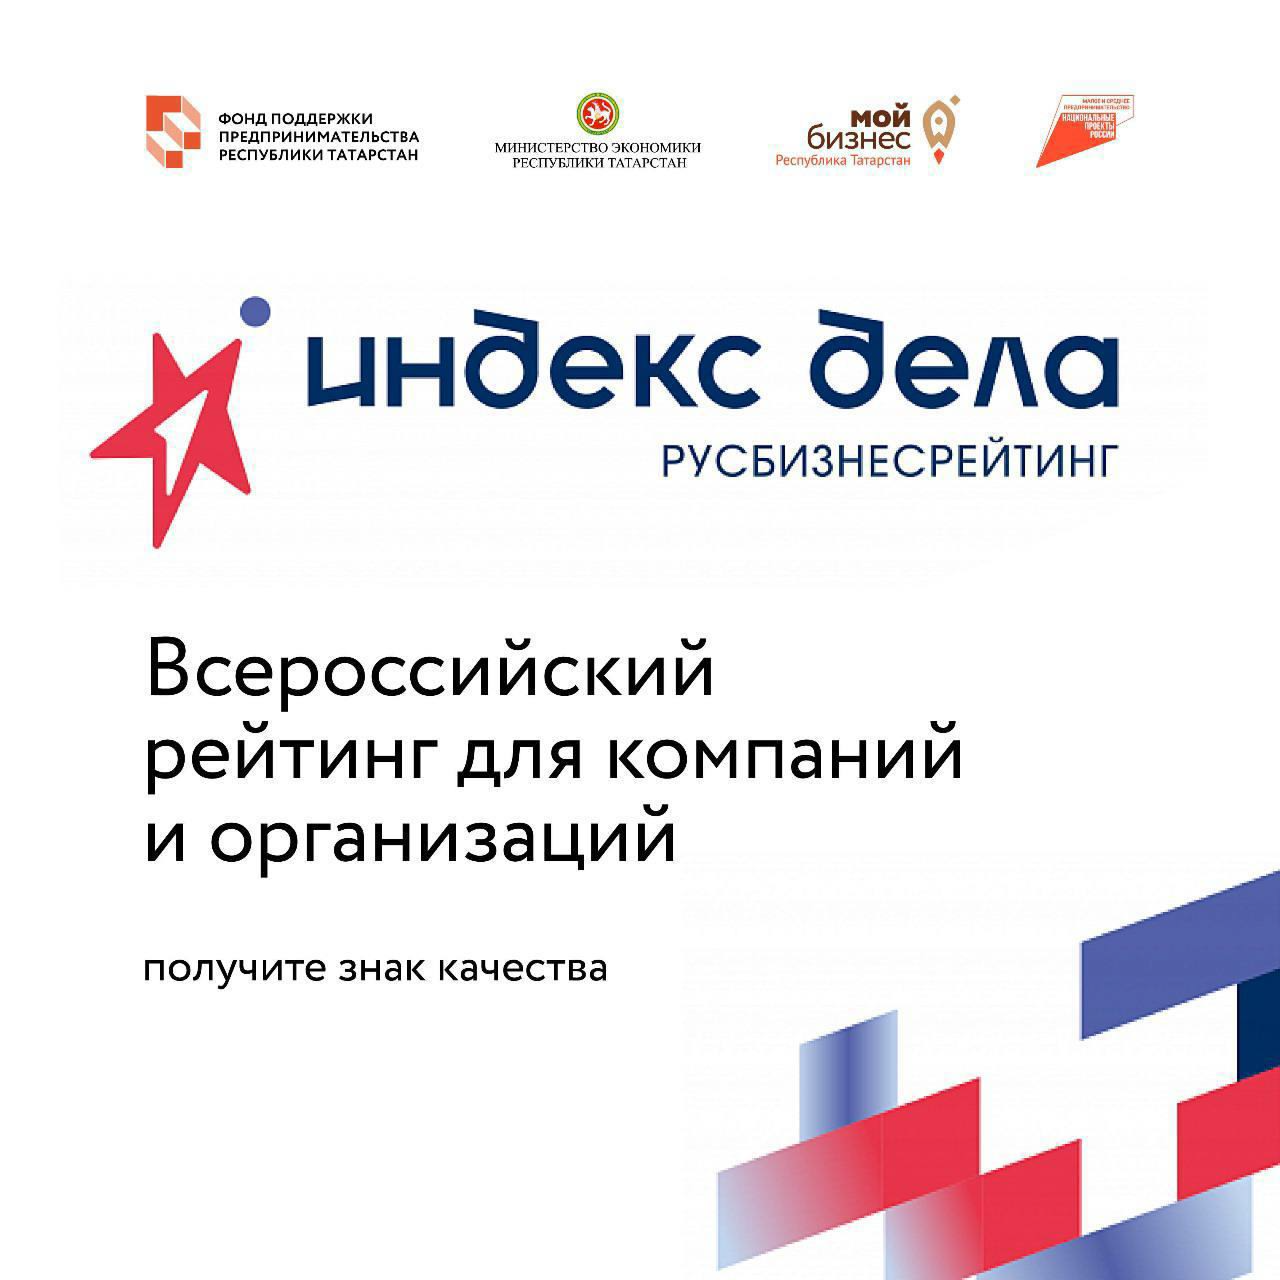 ФОНД ПОДДЕРЖКИ
ПРЕДПРИНИМАТЕЛЬСТВА
РЕСПУБЛИКИ ТАТАРСТАН
МИНИСТЕРСТВО ЭКОНОМИКИ
РЕСПУБЛИКИ ТАТАРСТАН
МОЙ
бизнес
Республика Татарстан
МАЛОЕ И СРЕДНЕЕ
ПРЕДПРИНИМАТЕЛЬСТВО
НАЦИОНАЛЬНЫЕ
ПРОЕКТЫ
РОССИИ
индекс дела
РУСБИЗНЕСРЕЙТИНГ
Всероссийский
рейтинг для компаний
и организаций
получите знак качества